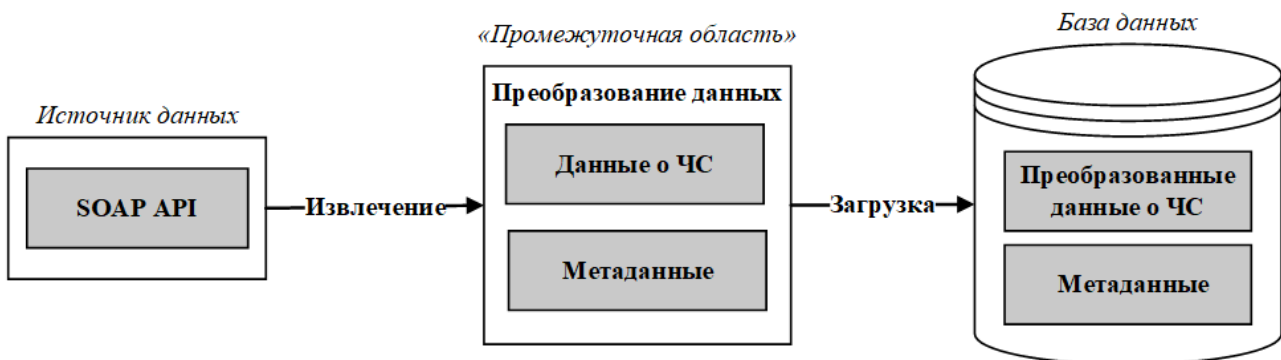 Источник данных
SOAP API
Извлечение
«Промежуточная область»
Преобразование данных
Данные о ЧС
Метаданные
Загрузка
База данных
Преобразованные
данные о ЧС
Метаданные